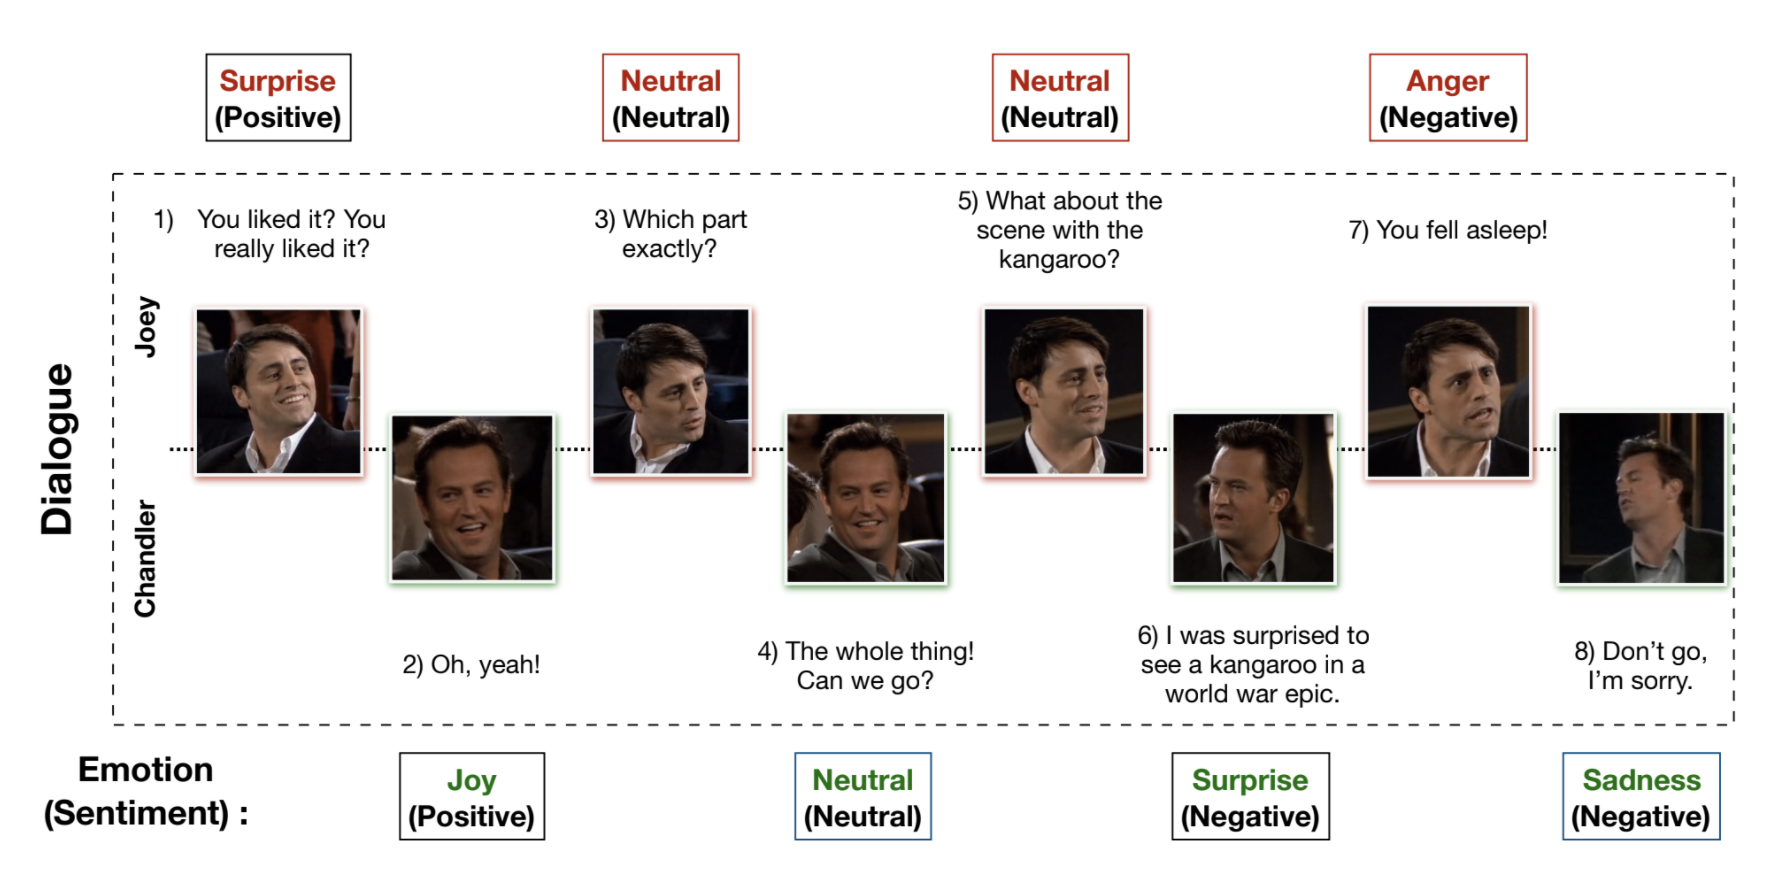 Surprise
(Positive)
Neutral
(Neutral)
Neutral
(Neutral)
Anger
(Negative)
Dialogue
Joey
Chandler
1) You liked it? You
really liked it?
3) Which part
exactly?
5) What about the
scene with the
kangaroo?
7) You fell asleep!
2) Oh, yeah!
4) The whole thing!
Can we go?
6) I was surprised to
see a kangaroo in a
world war epic.
8) Don't go,
I'm sorry.
Emotion
(Sentiment) :
Joy
(Positive)
Neutral
(Neutral)
Surprise
(Negative)
Sadness
(Negative)